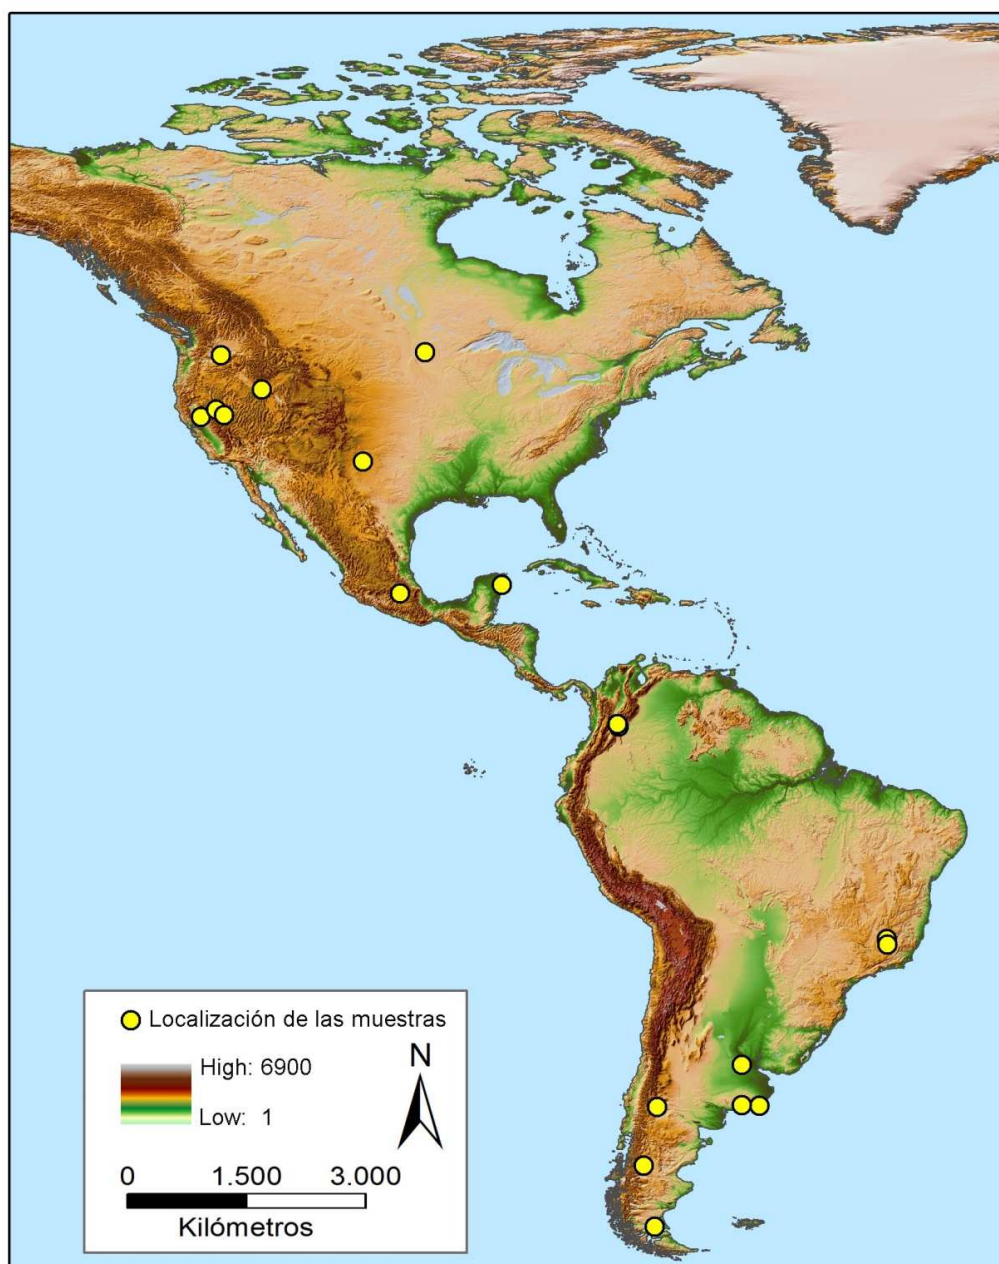 Localización de las muestras
High: 6900
Low: 1
N
0 1.500 3.000
Kilómetros